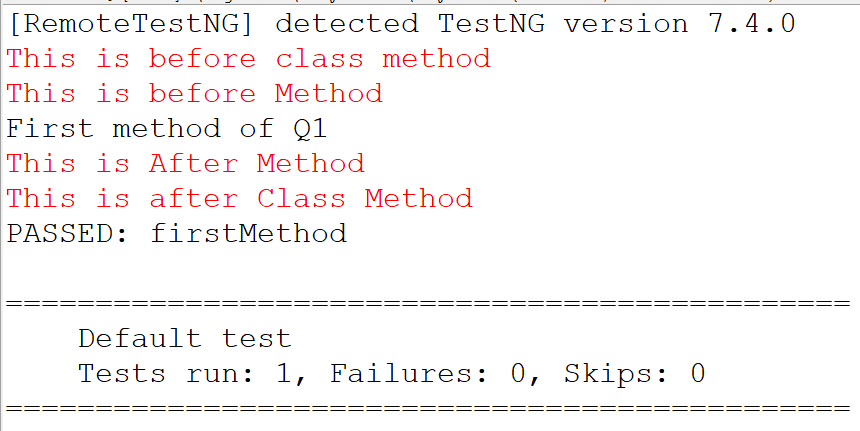 [RemoteTestNG] detected TestNG version 7.4.0
This is before class method
This is before Method
First method of Q1
This is After Method
This is after Class Method
PASSED: firstMethod
===============================================
    Default test
    Tests run: 1, Failures: 0, Skips: 0
===============================================